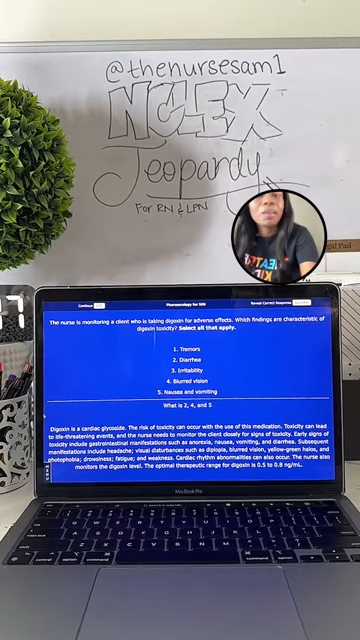 @thenursesam1
NCLEX
Jeopardy
For RN & LPN
gal Pad
Continue
Pharmacology for 500
Reveal Correct Response
The nurse is monitoring a client who is taking digoxin for adverse effects. Which findings are characteristic of
digoxin toxicity? Select all that apply.
1. Tremors
2. Diarrhea
3. Irritability
4. Blurred vision
5. Nausea and vomiting
What is 2, 4, and 5
Digoxin is a cardiac glycoside. The risk of toxicity can occur with the use of this medication. Toxicity can lead
to life-threatening events, and the nurse needs to monitor the client closely for signs of toxicity. Early signs of
toxicity include gastrointestinal manifestations such as anorexia, nausea, vomiting, and diarrhea. Subsequent
manifestations include headache; visual disturbances such as diplopia, blurred vision, yellow-green halos, and
photophobia; drowsiness; fatigue; and weakness. Cardiac rhythm abnormalities can also occur. The nurse also
monitors the digoxin level. The optimal therapeutic range for digoxin is 0.5 to 0.8 ng/mL.
MENU
MacBook Pro